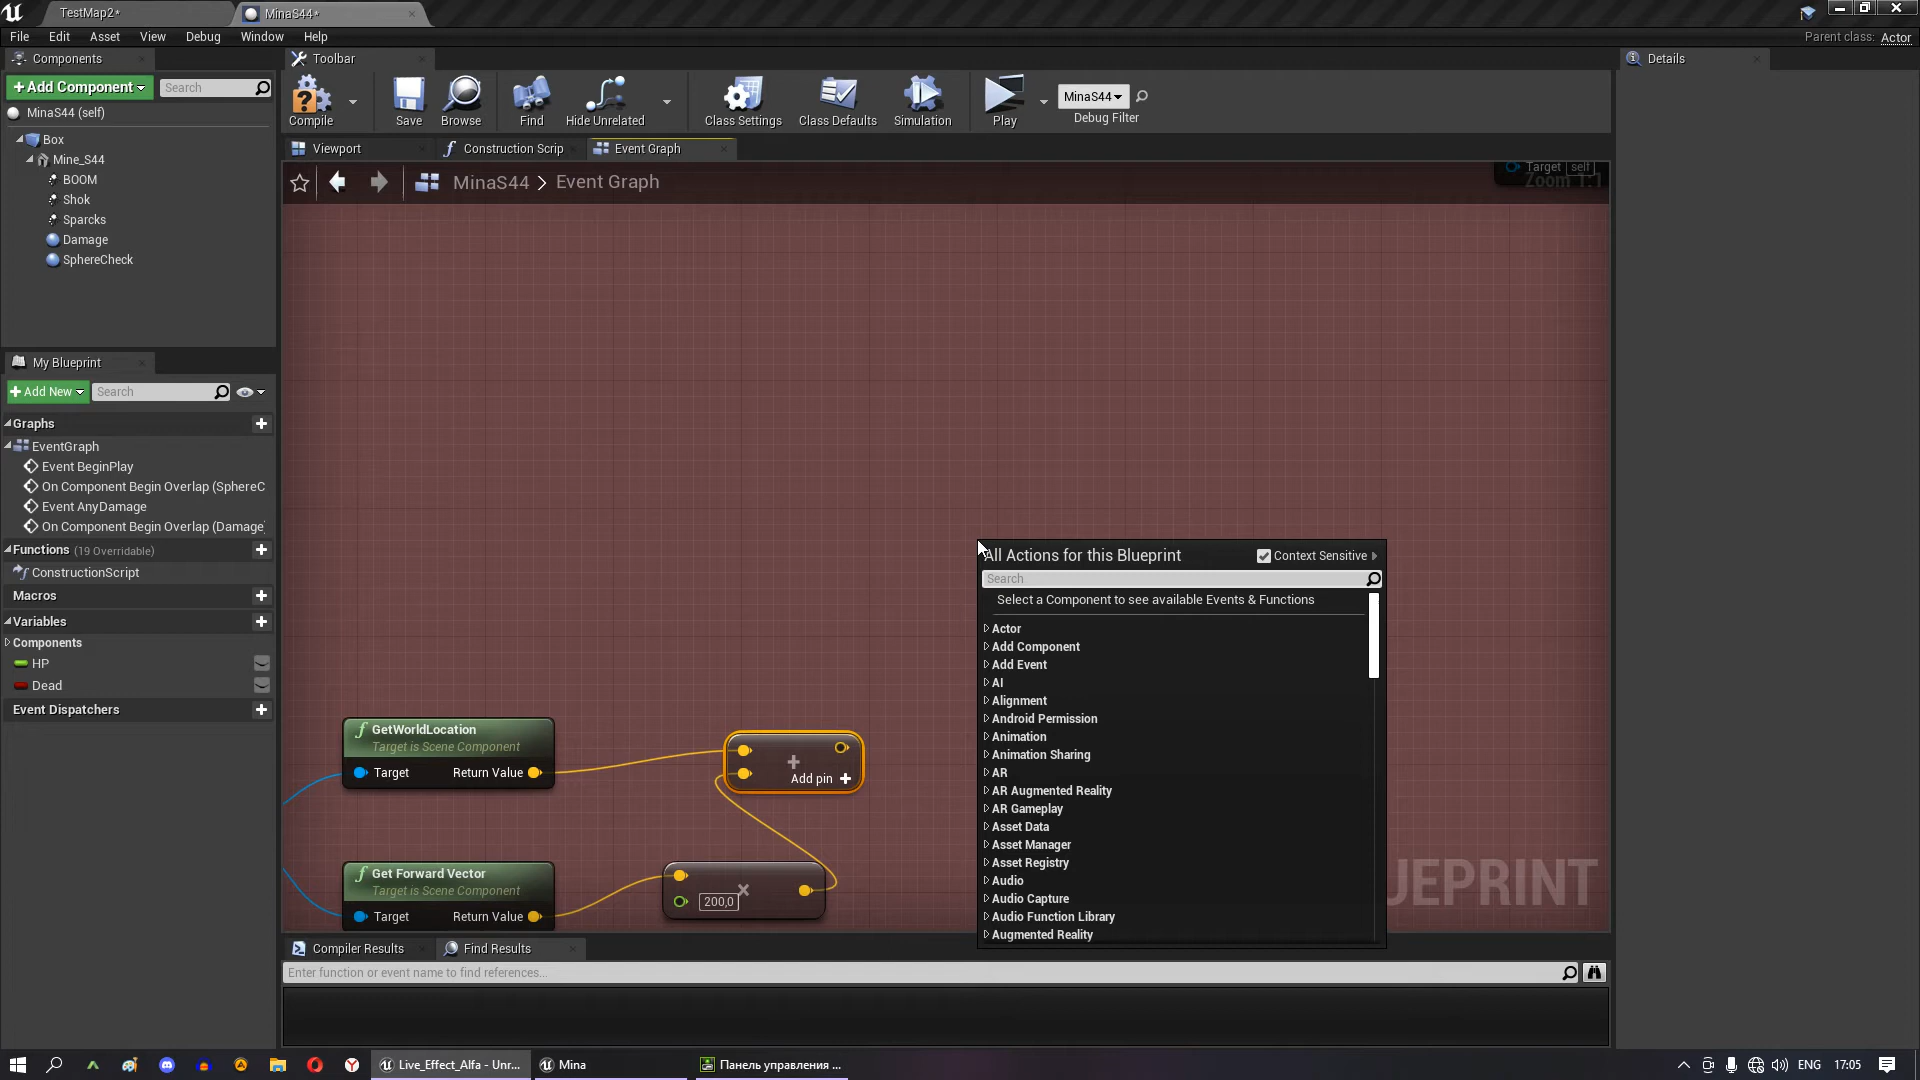 TestMap2*
MinaS44*
File Edit Asset View Debug Window Help
Parent class: Actor
Components
Toolbar
Details
Add Component
Search
MinaS44 (self)
Box
Mine_S44
BOOM
Shok
Sparcks
Damage
SphereCheck
Compile
Save
Browse
Find
Hide Unrelated
Class Settings
Class Defaults
Simulation
Play
MinaS44
Debug Filter
Viewport
Construction Scrip
Event Graph
MinaS44 > Event Graph
Target self
Zoom 1:1
My Blueprint
Add New
Search
Graphs
EventGraph
Event BeginPlay
On Component Begin Overlap (SphereC
Event AnyDamage
On Component Begin Overlap (Damage)
Functions (19 Overridable)
ConstructionScript
Macros
Variables
Components
HP
Dead
Event Dispatchers
GetWorldLocation
Target is Scene Component
Target Return Value
Add pin
Get Forward Vector
Target is Scene Component
Target Return Value
200,0
All Actions for this Blueprint
Context Sensitive
Search
Select a Component to see available Events & Functions
Actor
Add Component
Add Event
AI
Alignment
Android Permission
Animation
Animation Sharing
AR
AR Augmented Reality
AR Gameplay
Asset Data
Asset Manager
Asset Registry
Audio
Audio Capture
Audio Function Library
Augmented Reality
UEPRINT
Compiler Results
Find Results
Enter function or event name to find references...
Live_Effect_Alfa - Unr...
Mina
Панель управления ...
ENG
17:05